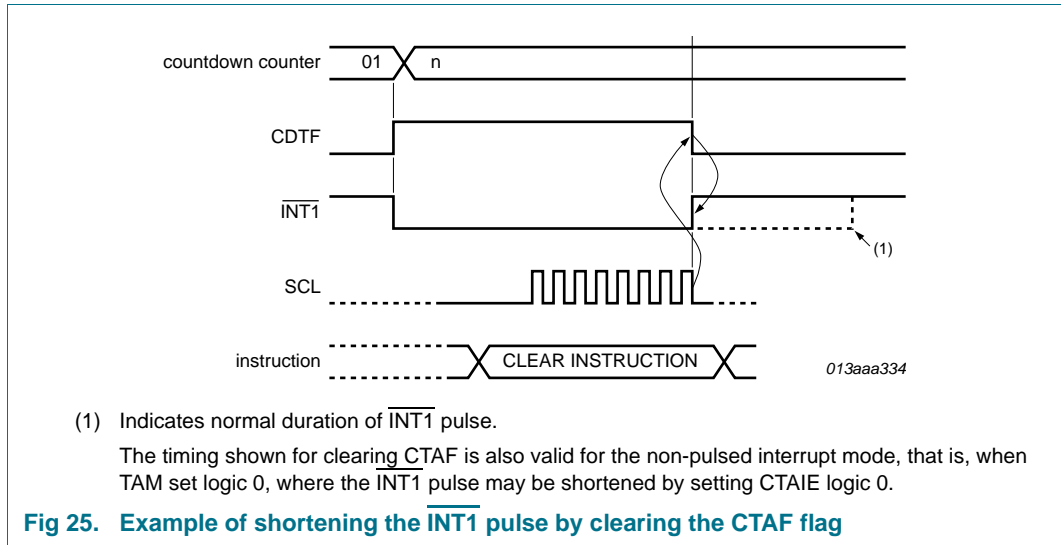 countdown counter 01 n
CDTF
INT1
(1)
SCL
instruction CLEAR INSTRUCTION
013aaa334
(1) Indicates normal duration of INT1 pulse.
The timing shown for clearing CTAF is also valid for the non-pulsed interrupt mode, that is, when
TAM set logic 0, where the INT1 pulse may be shortened by setting CTAIE logic 0.
Fig 25. Example of shortening the INT1 pulse by clearing the CTAF flag